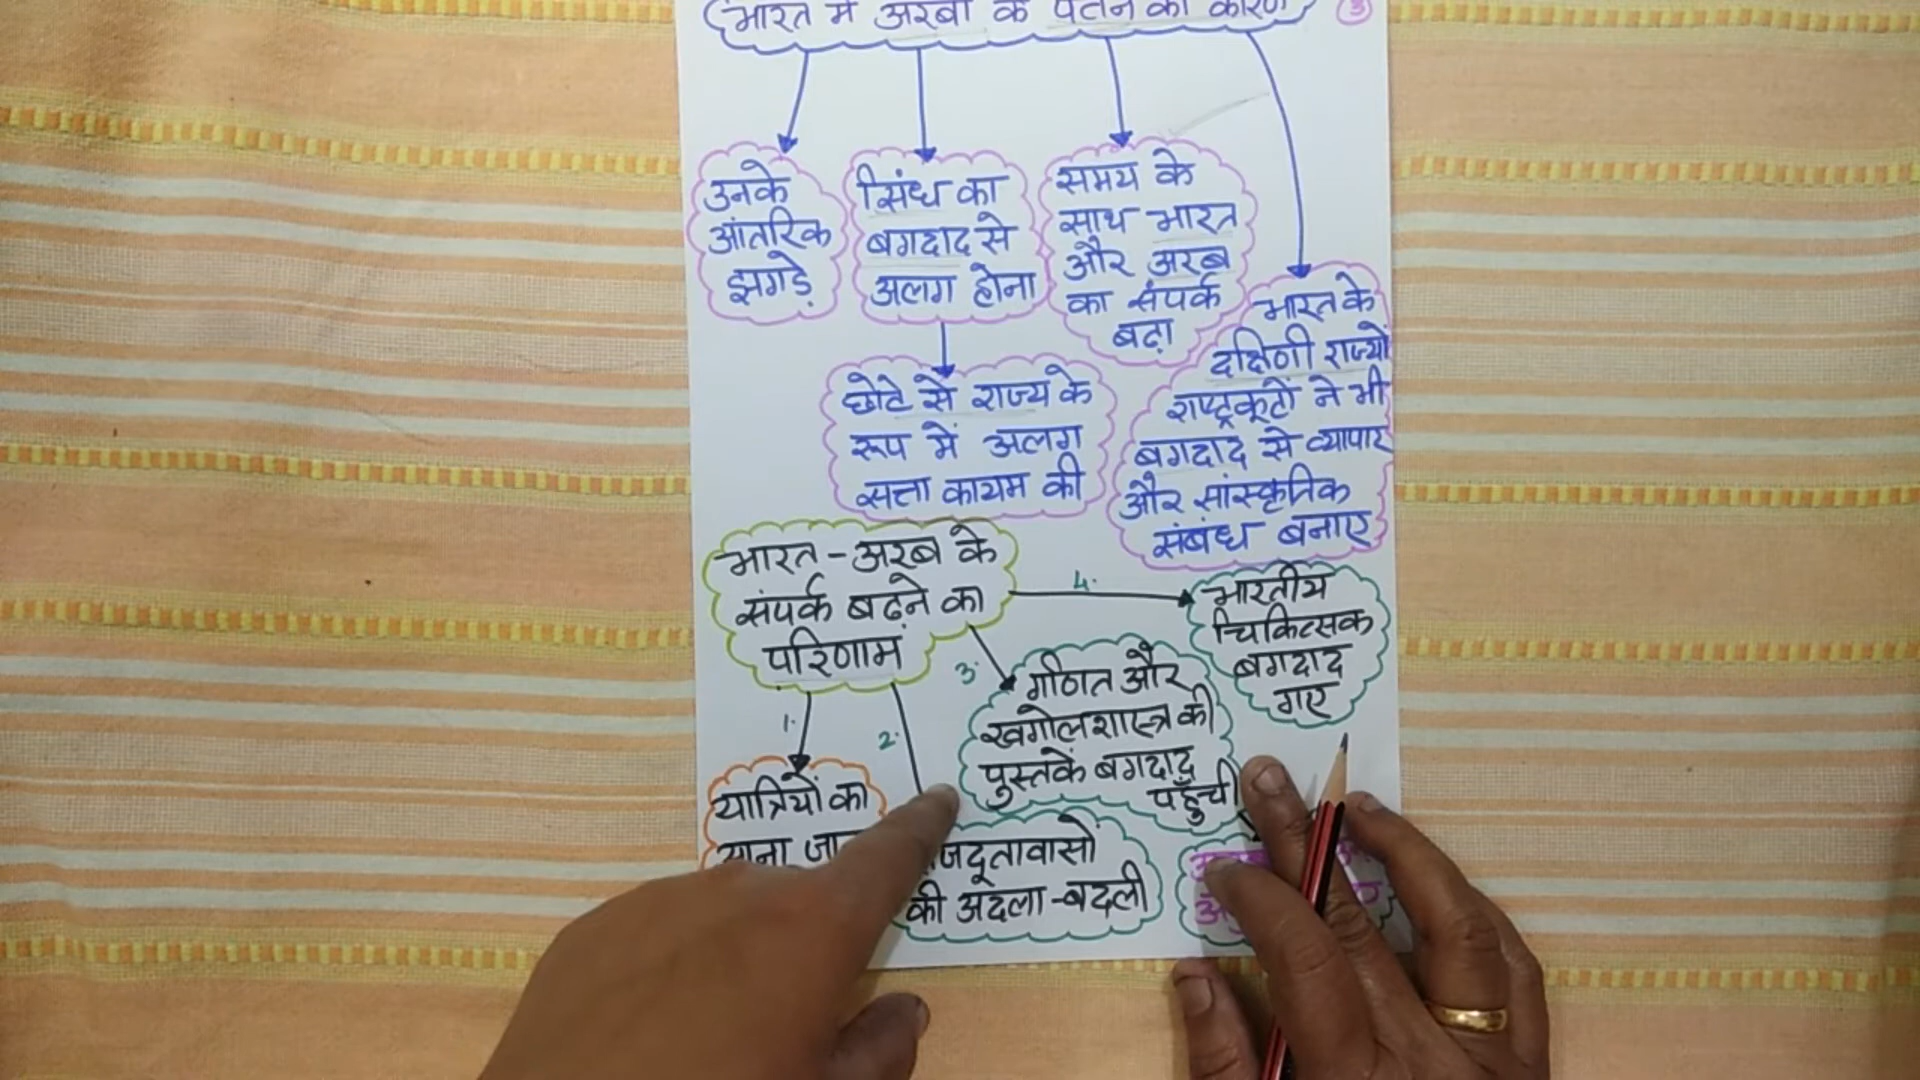 भारत में अरबों के पतन का कारण
3
उनके
आंतरिक
झगड़े
सिंध का
बगदाद से
अलग होना
छोटे से राज्य के
रूप में अलग
सत्ता कायम की
समय के
साथ भारत
और अरब
का संपर्क
बढ़ा
भारत के
दक्षिणी राज्यों
राष्ट्रकूटों ने भी
बगदाद से व्यापार
और सांस्कृतिक
संबंध बनाए
भारत - अरब के
संपर्क बढ़ने का
परिणाम
1.
यात्रियों का
आना
2.
की अदला-बदली
3.
गणित और
खगोलशास्त्र की
पुस्तकें बगदाद
पहुँची
4.
भारतीय
चिकित्सक
बगदाद
गए